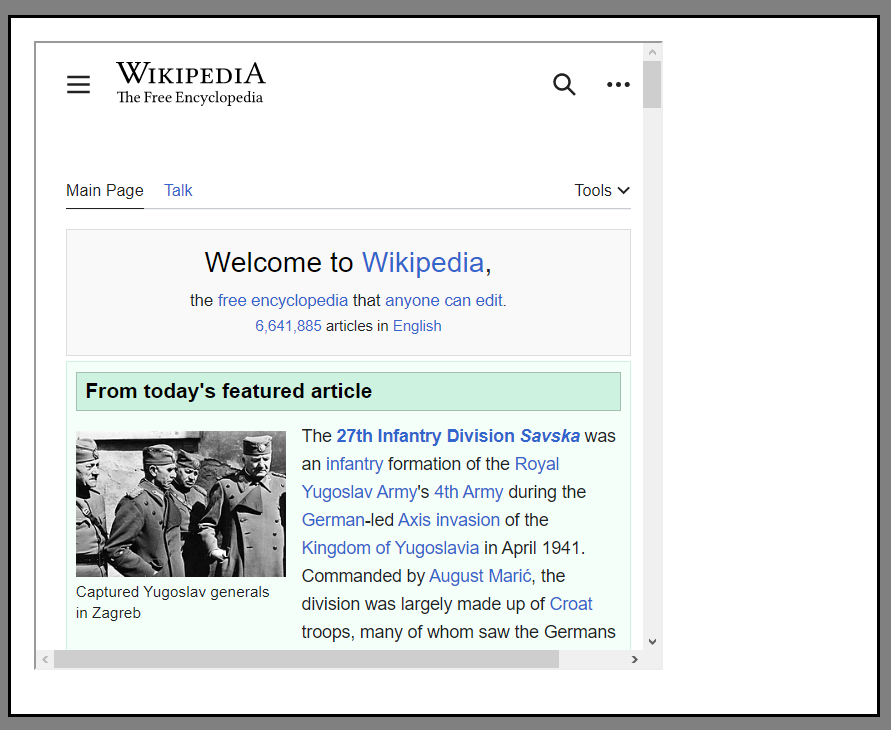 WIKIPEDIA
The Free Encyclopedia
Main Page Talk Tools
Welcome to Wikipedia,
the free encyclopedia that anyone can edit.
6,641,885 articles in English
From today's featured article
The 27th Infantry Division Savska was
an infantry formation of the Royal
Yugoslav Army's 4th Army during the
German-led Axis invasion of the
Kingdom of Yugoslavia in April 1941.
Commanded by August Marić, the
division was largely made up of Croat
troops, many of whom saw the Germans
Captured Yugoslav generals
in Zagreb